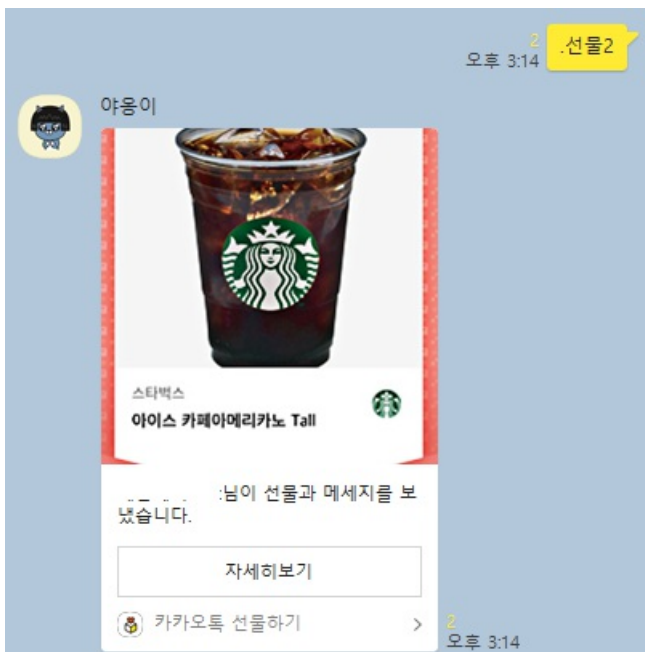 2
오후 3:14
.선물2
야옹이
스타벅스
아이스 카페아메리카노 Tall
:님이 선물과 메세지를 보
냈습니다.
자세히보기
카카오톡 선물하기
2
오후 3:14